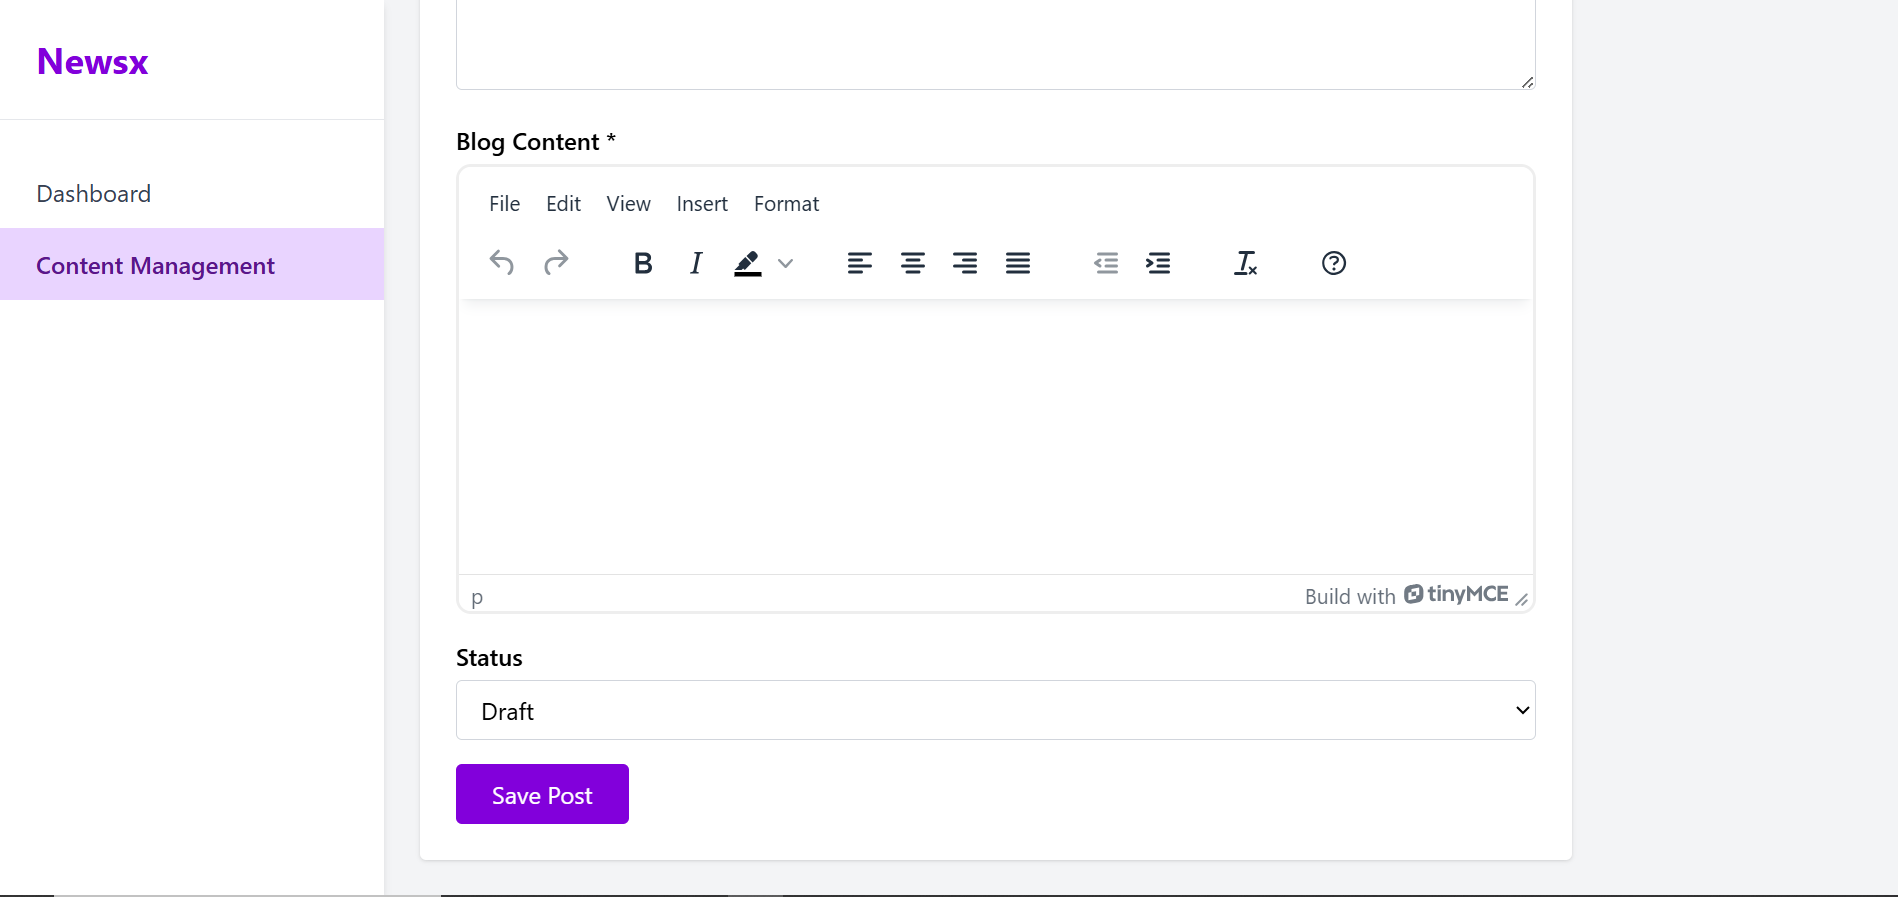 Newsx
Dashboard
Content Management
Blog Content *
File Edit View Insert Format
B I
p
Build with tinyMCE
Status
Draft
Save Post